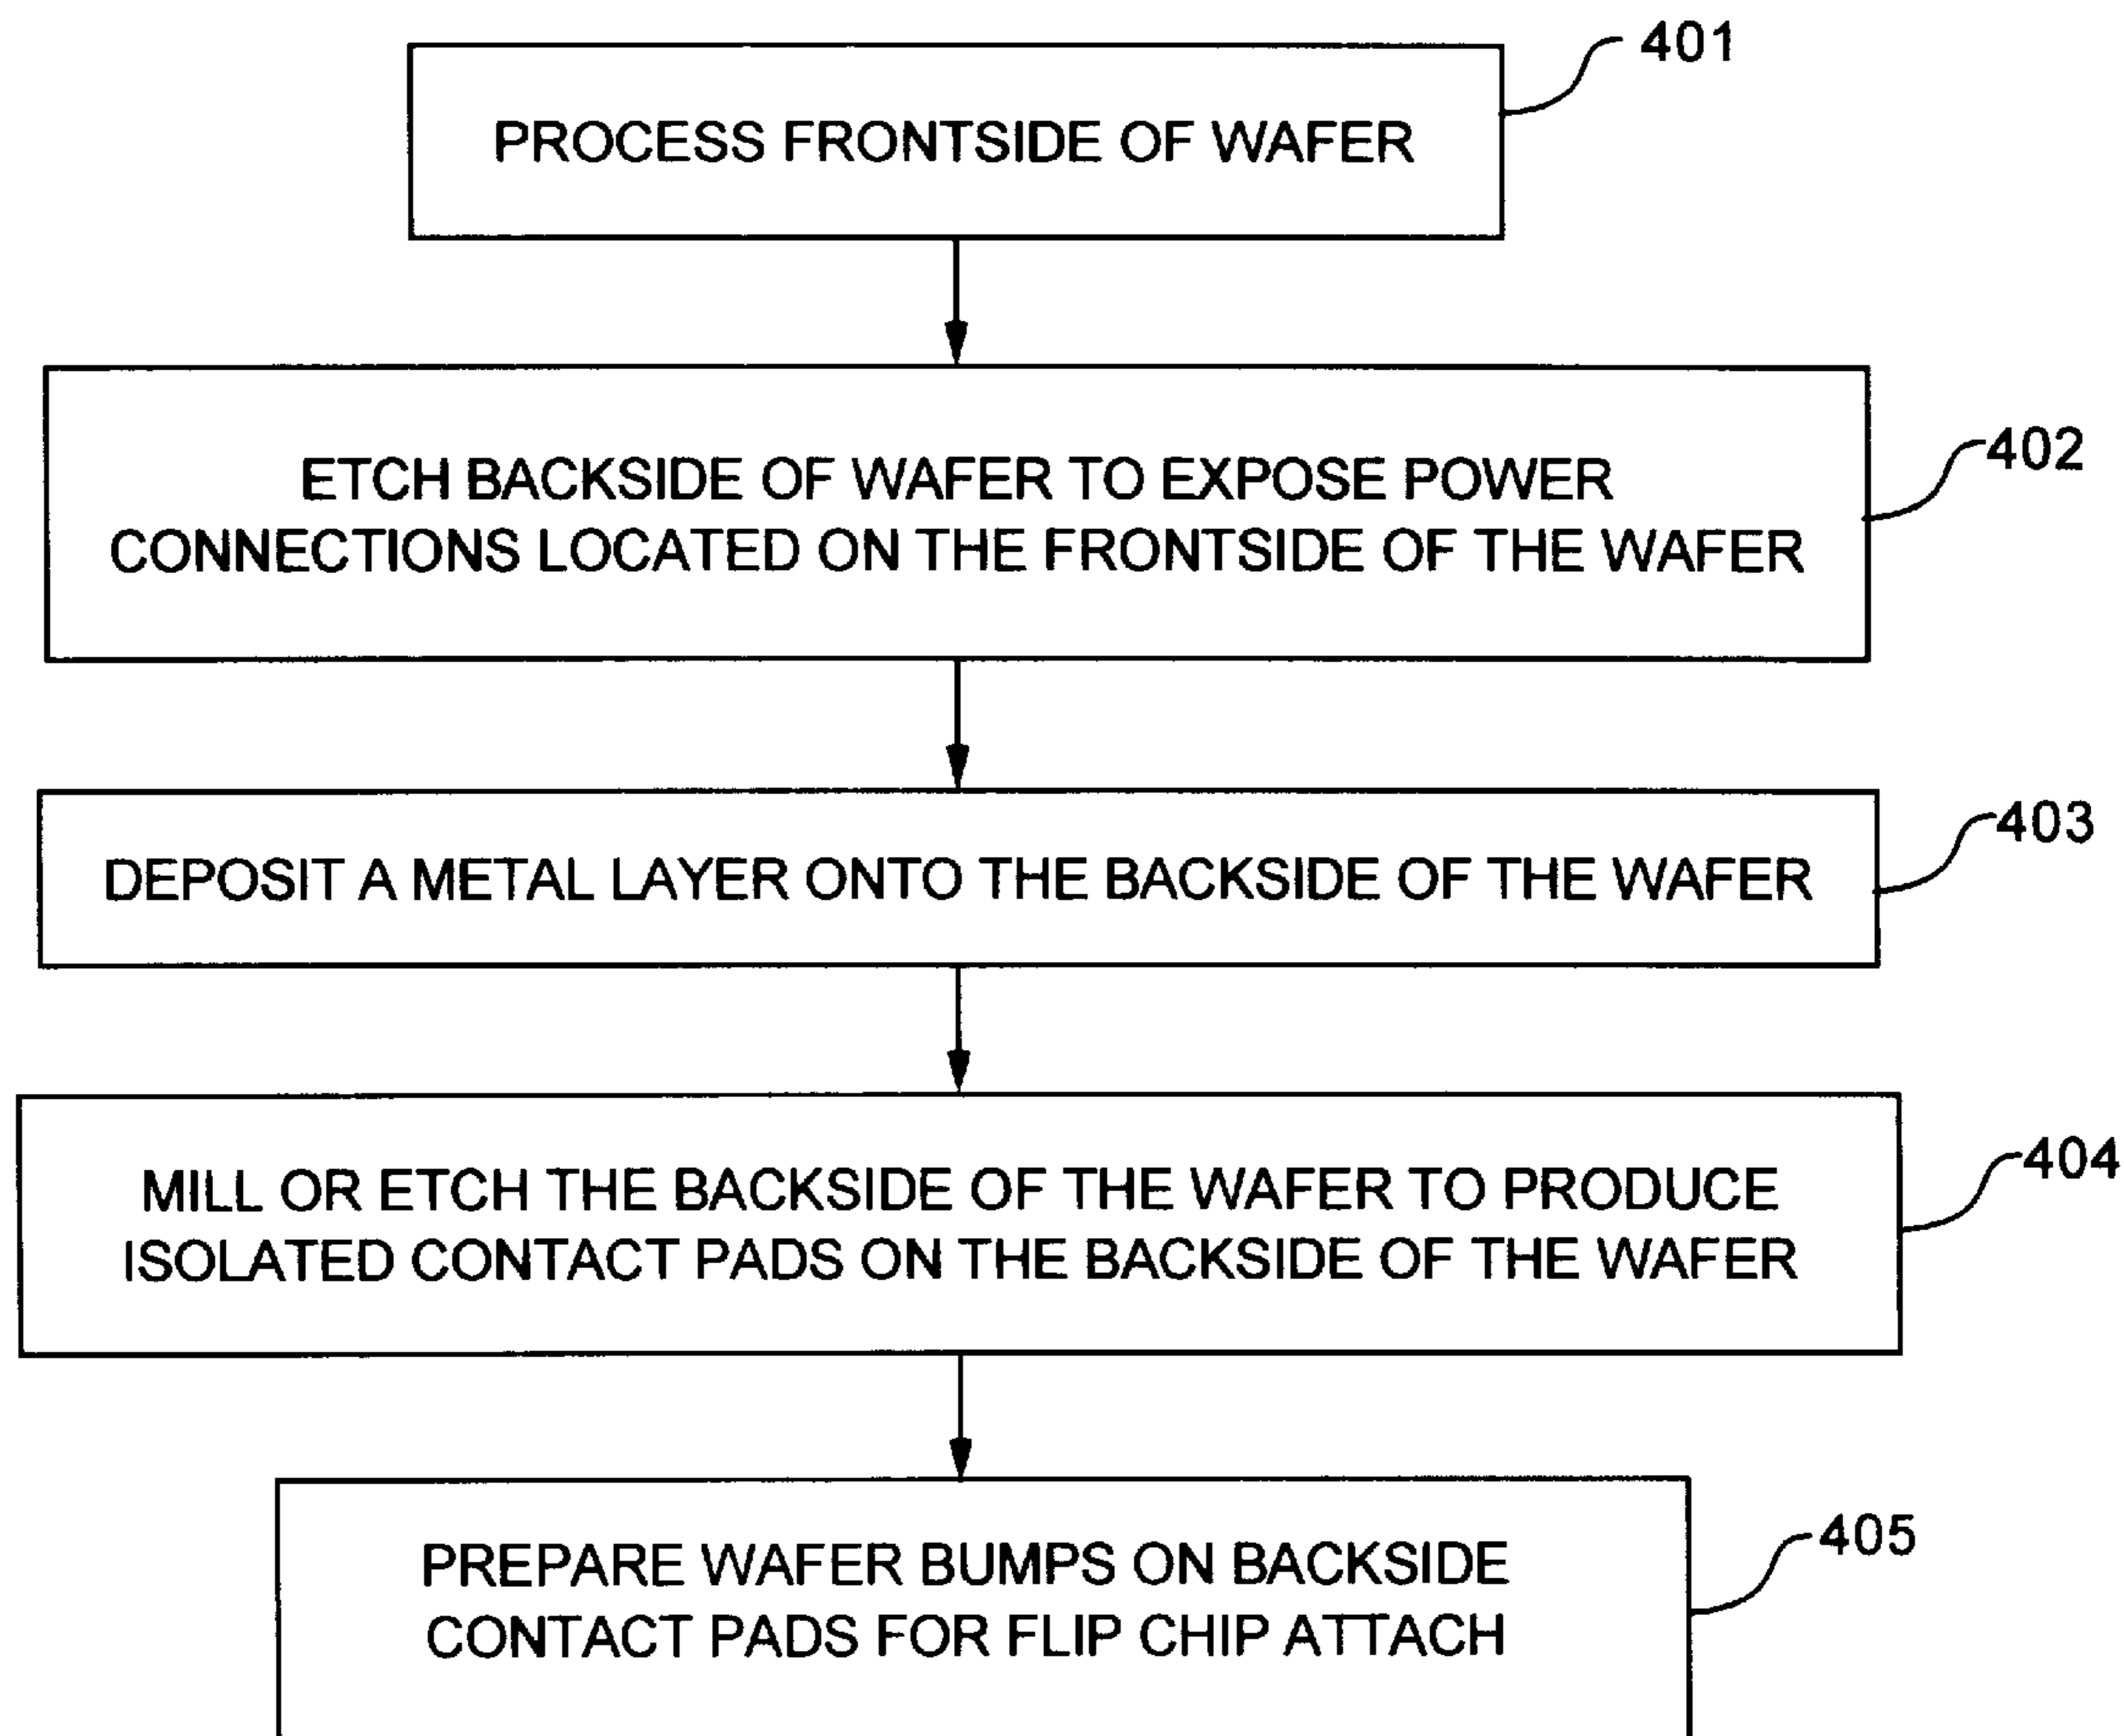 401
PROCESS FRONTSIDE OF WAFER
402
ETCH BACKSIDE OF WAFER TO EXPOSE POWER
CONNECTIONS LOCATED ON THE FRONTSIDE OF THE WAFER
403
DEPOSIT A METAL LAYER ONTO THE BACKSIDE OF THE WAFER
404
MILL OR ETCH THE BACKSIDE OF THE WAFER TO PRODUCE
ISOLATED CONTACT PADS ON THE BACKSIDE OF THE WAFER
405
PREPARE WAFER BUMPS ON BACKSIDE
CONTACT PADS FOR FLIP CHIP ATTACH